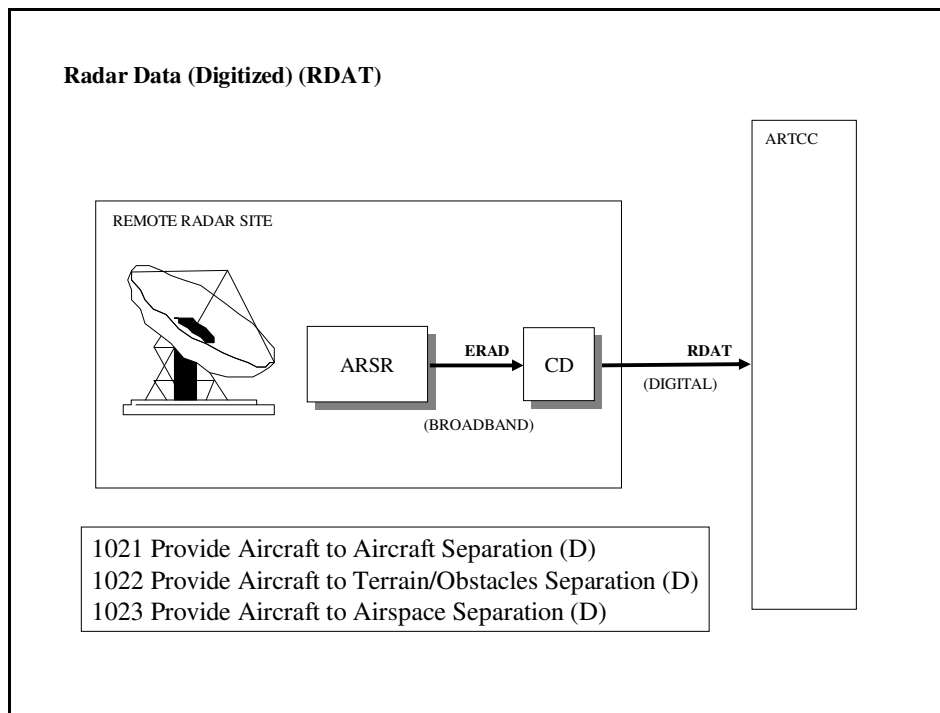 Radar Data (Digitized) (RDAT)
ARTCC
REMOTE RADAR SITE
ARSR
ERAD
(BROADBAND)
CD
RDAT
(DIGITAL)
1021 Provide Aircraft to Aircraft Separation (D)
1022 Provide Aircraft to Terrain/Obstacles Separation (D)
1023 Provide Aircraft to Airspace Separation (D)